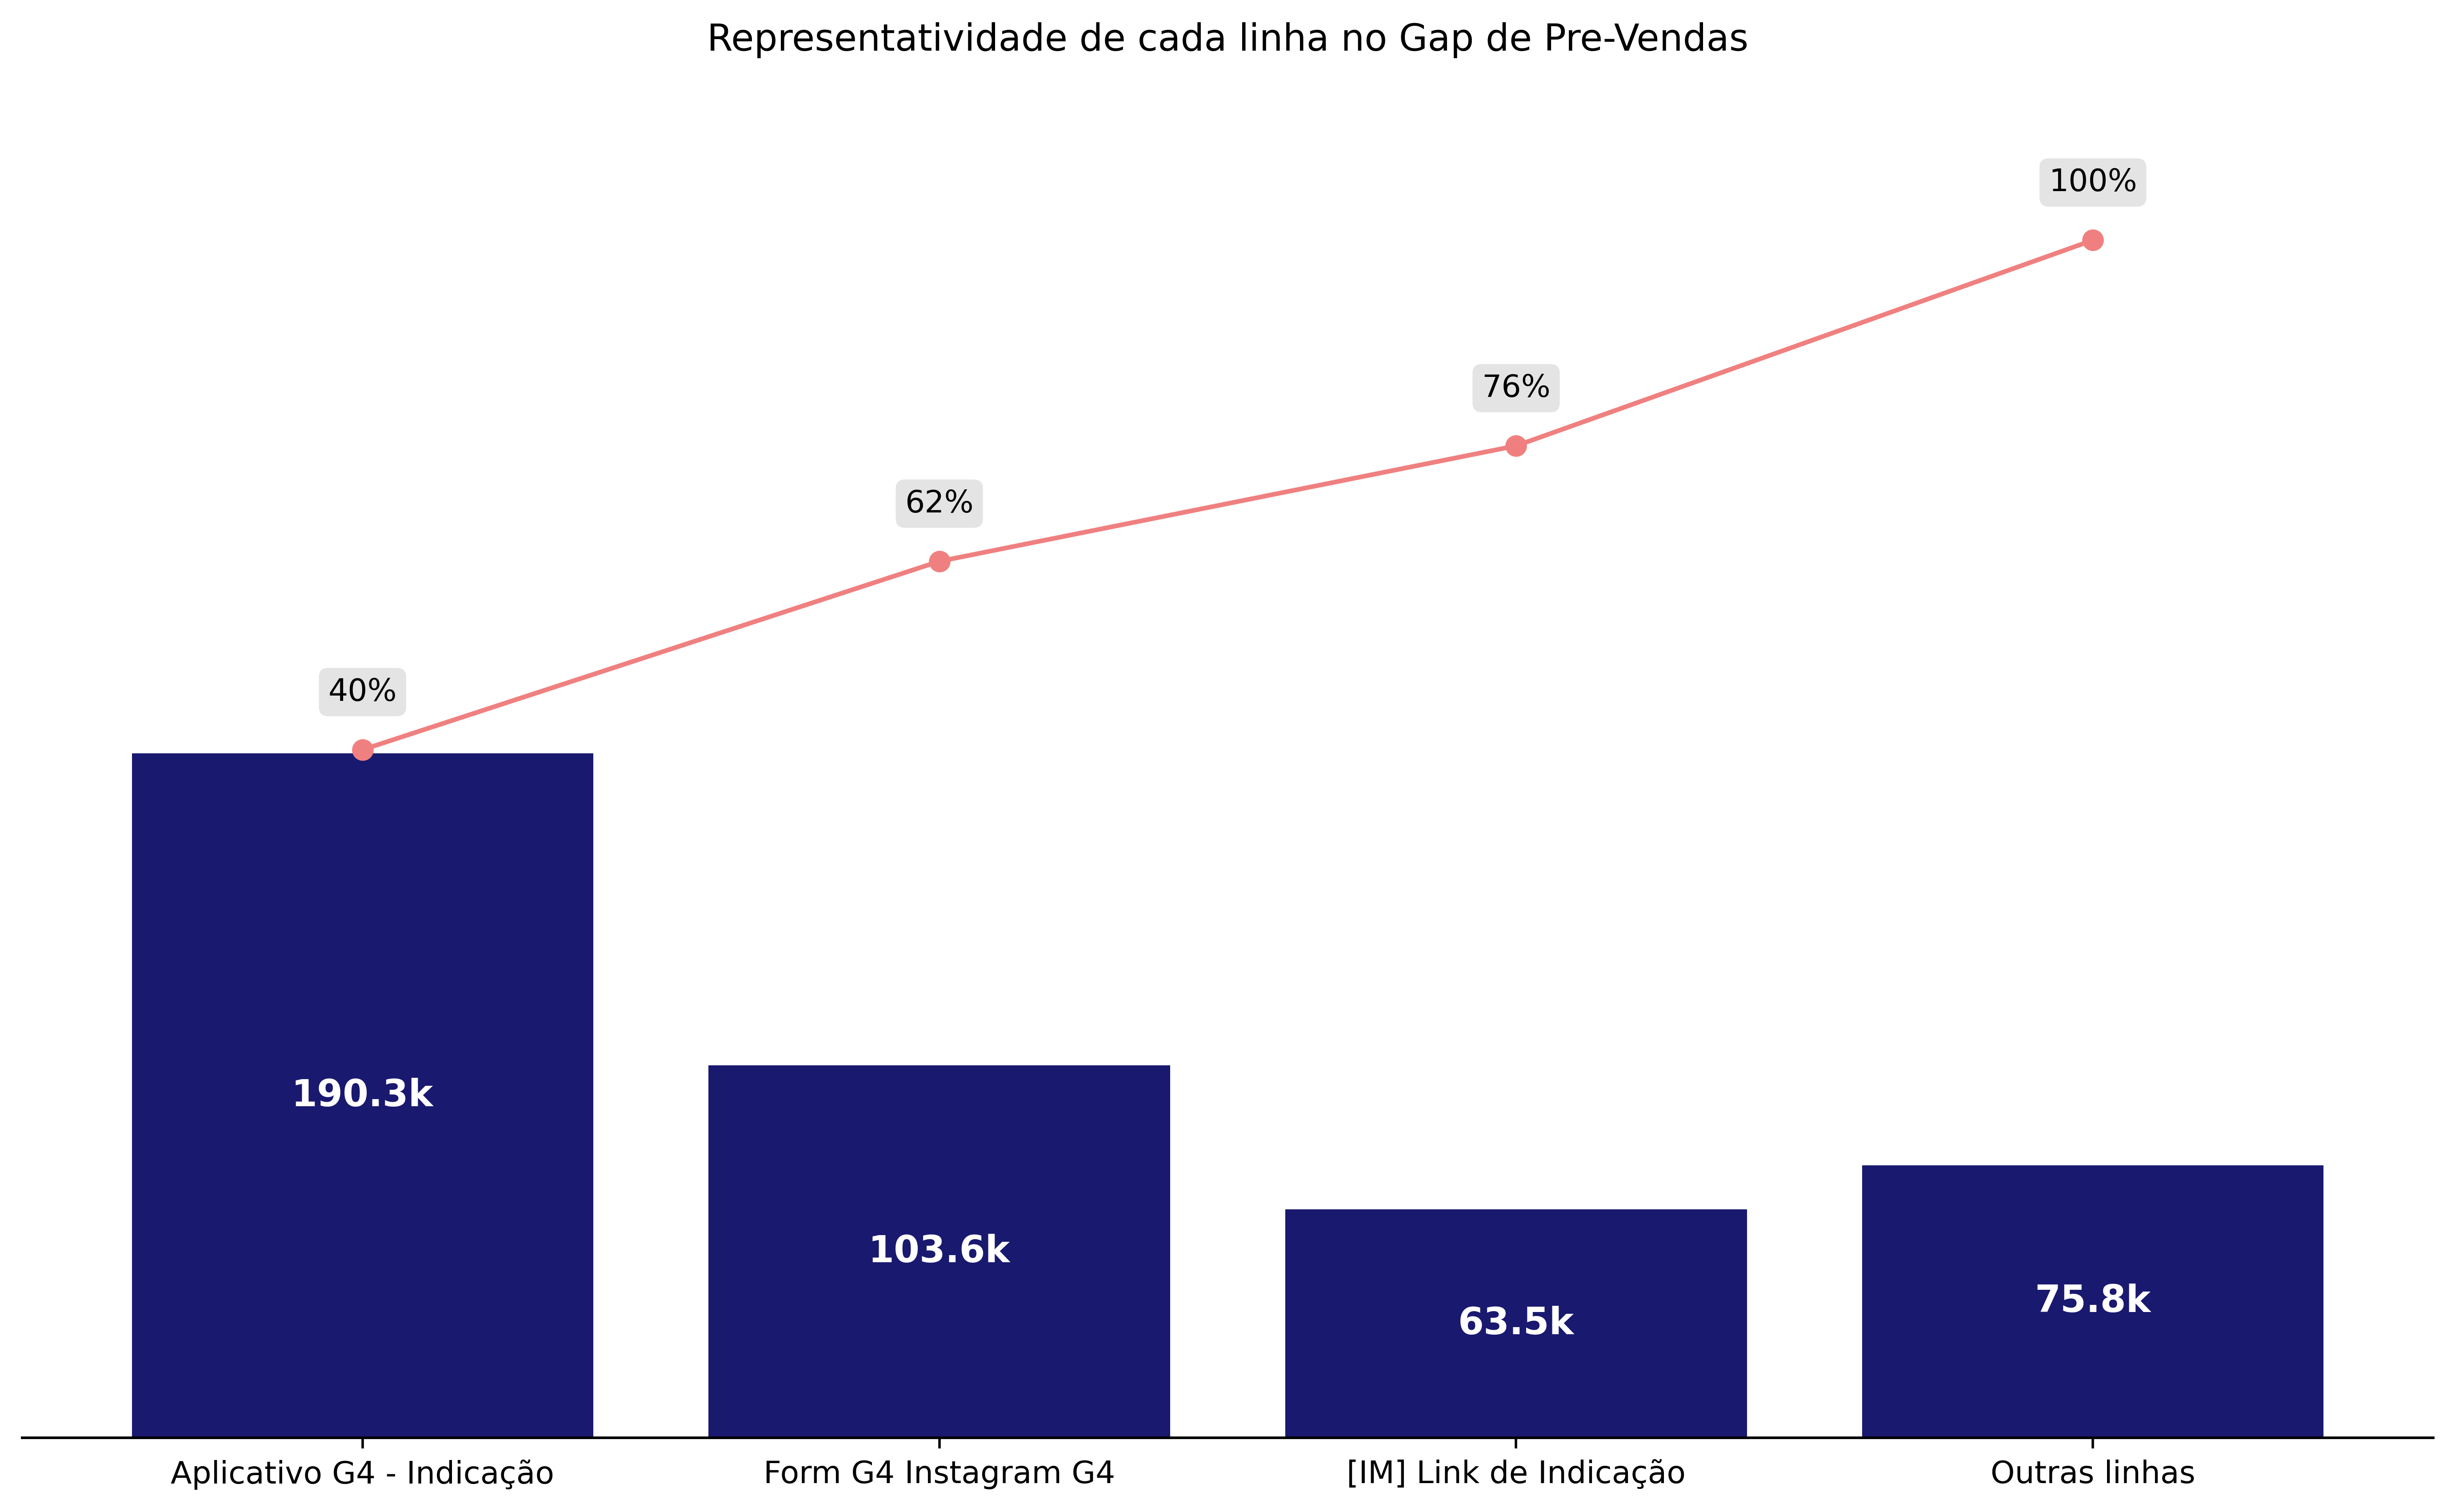 Representatividade de cada linha no Gap de Pre-Vendas
100%
76%
62%
40%
190.3k
103.6k
63.5k
75.8k
Aplicativo G4 - Indicação
Form G4 Instagram G4
[IM] Link de Indicação
Outras linhas